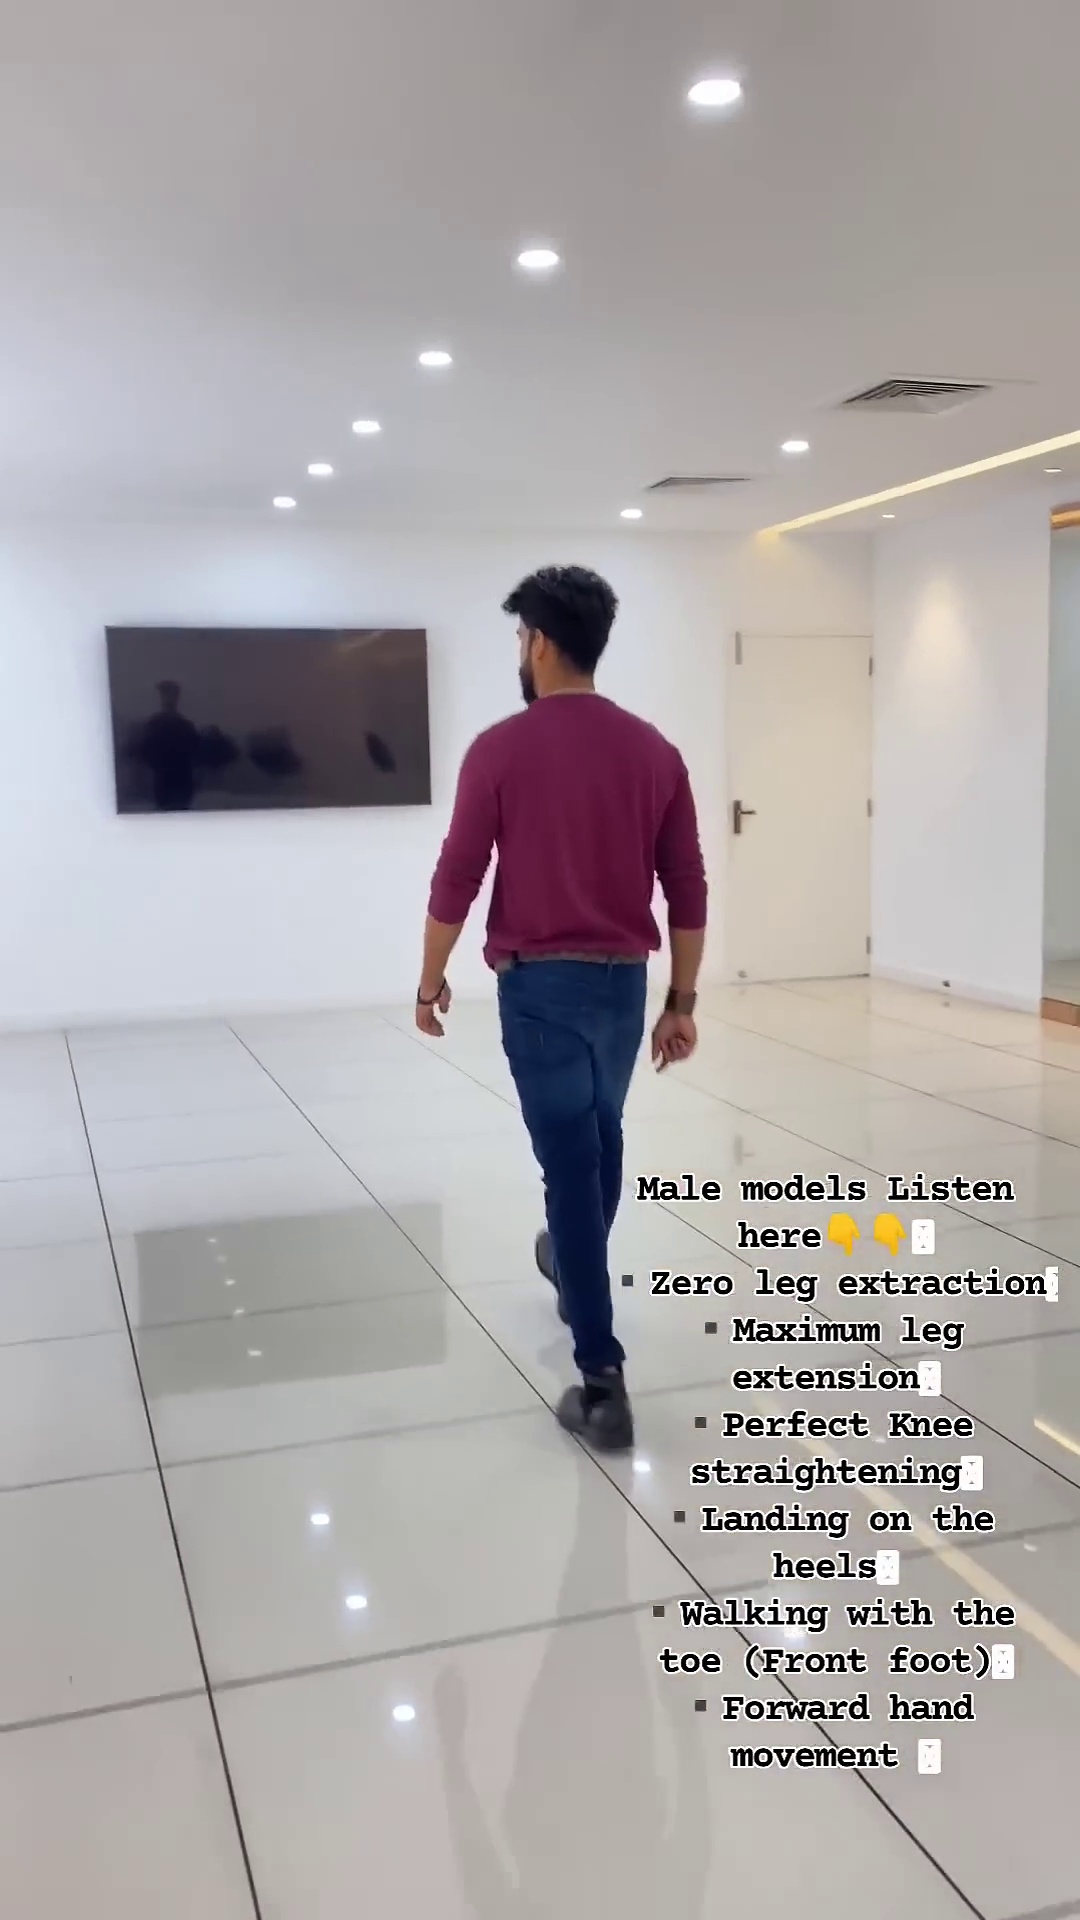 Male models Listen
here👇👇
▪ Zero leg extraction
▪ Maximum leg
extension
▪ Perfect Knee
straightening
▪ Landing on the
heels
▪ Walking with the
toe (Front foot)
▪ Forward hand
movement